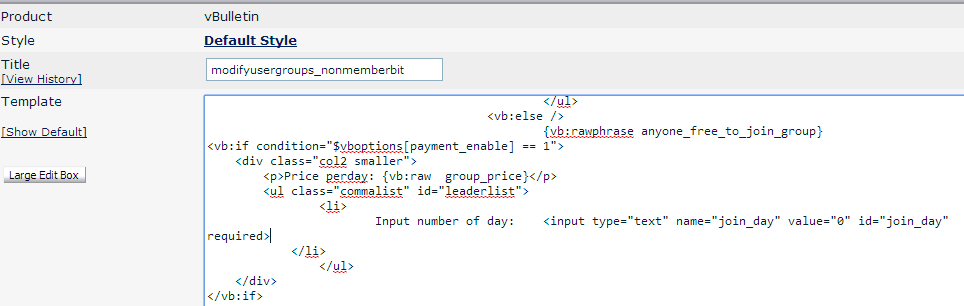 Product vBulletin
Style Default Style
Title
[View History]
modifyusergroups_nonmemberbit
Template
[Show Default]
Large Edit Box
</ul>
<vb:else />
{vb:rawphrase anyone_free_to_join_group}
<vb:if condition="$vboptions[payment_enable] == 1">
<div class="col2 smaller">
<p>Price perday: {vb:raw  group_price}</p>
<ul class="commalist" id="leaderlist">
<li>
Input number of day:    <input type="text" name="join_day" value="0" id="join_day"
required>
</li>
</ul>
</div>
</vb:if>